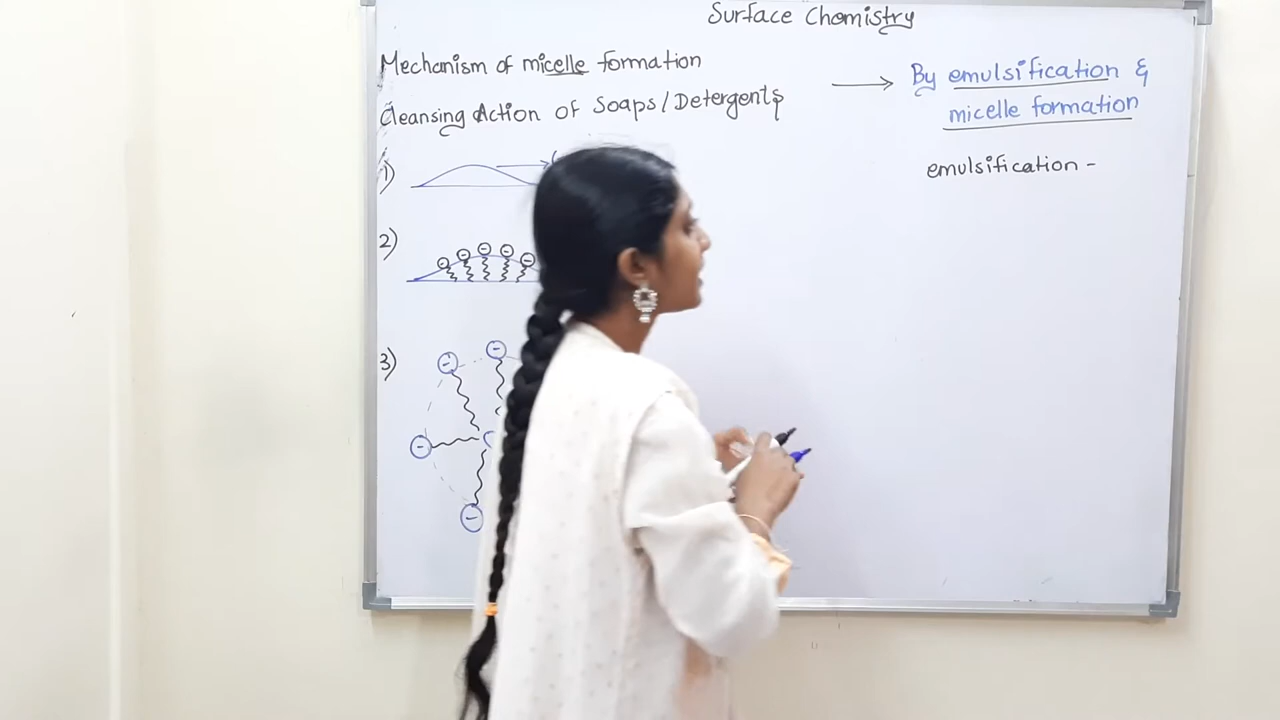 Surface Chemistry
Mechanism of micelle formation
Cleansing Action of Soaps/Detergents
By emulsification &
micelle formation
emulsification -
1)
2)
3)